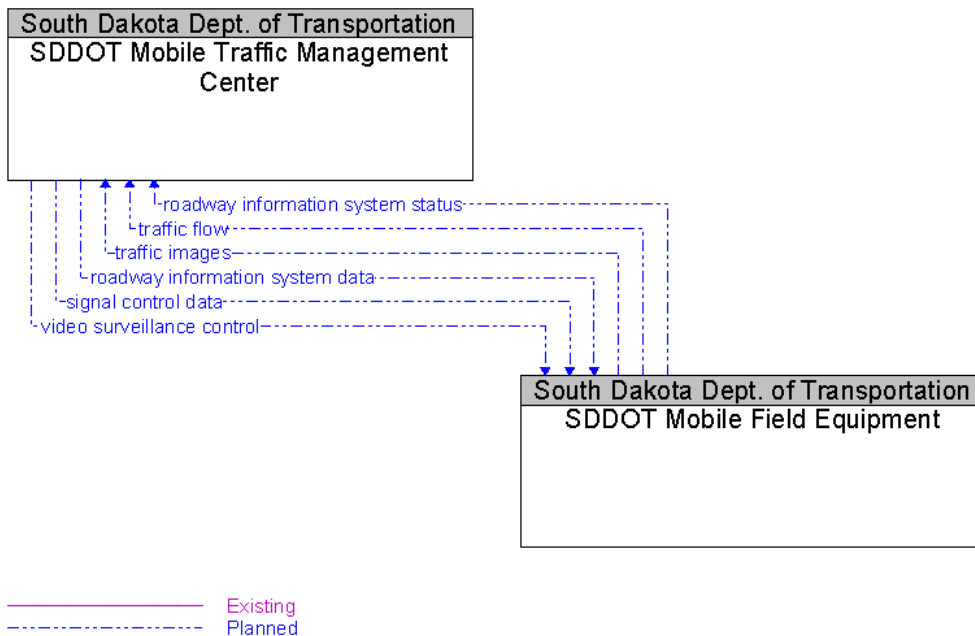 South Dakota Dept. of Transportation
SDDOT Mobile Traffic Management
Center
roadway information system status
traffic flow
traffic images
roadway information system data
signal control data
video surveillance control
South Dakota Dept. of Transportation
SDDOT Mobile Field Equipment
Existing
Planned